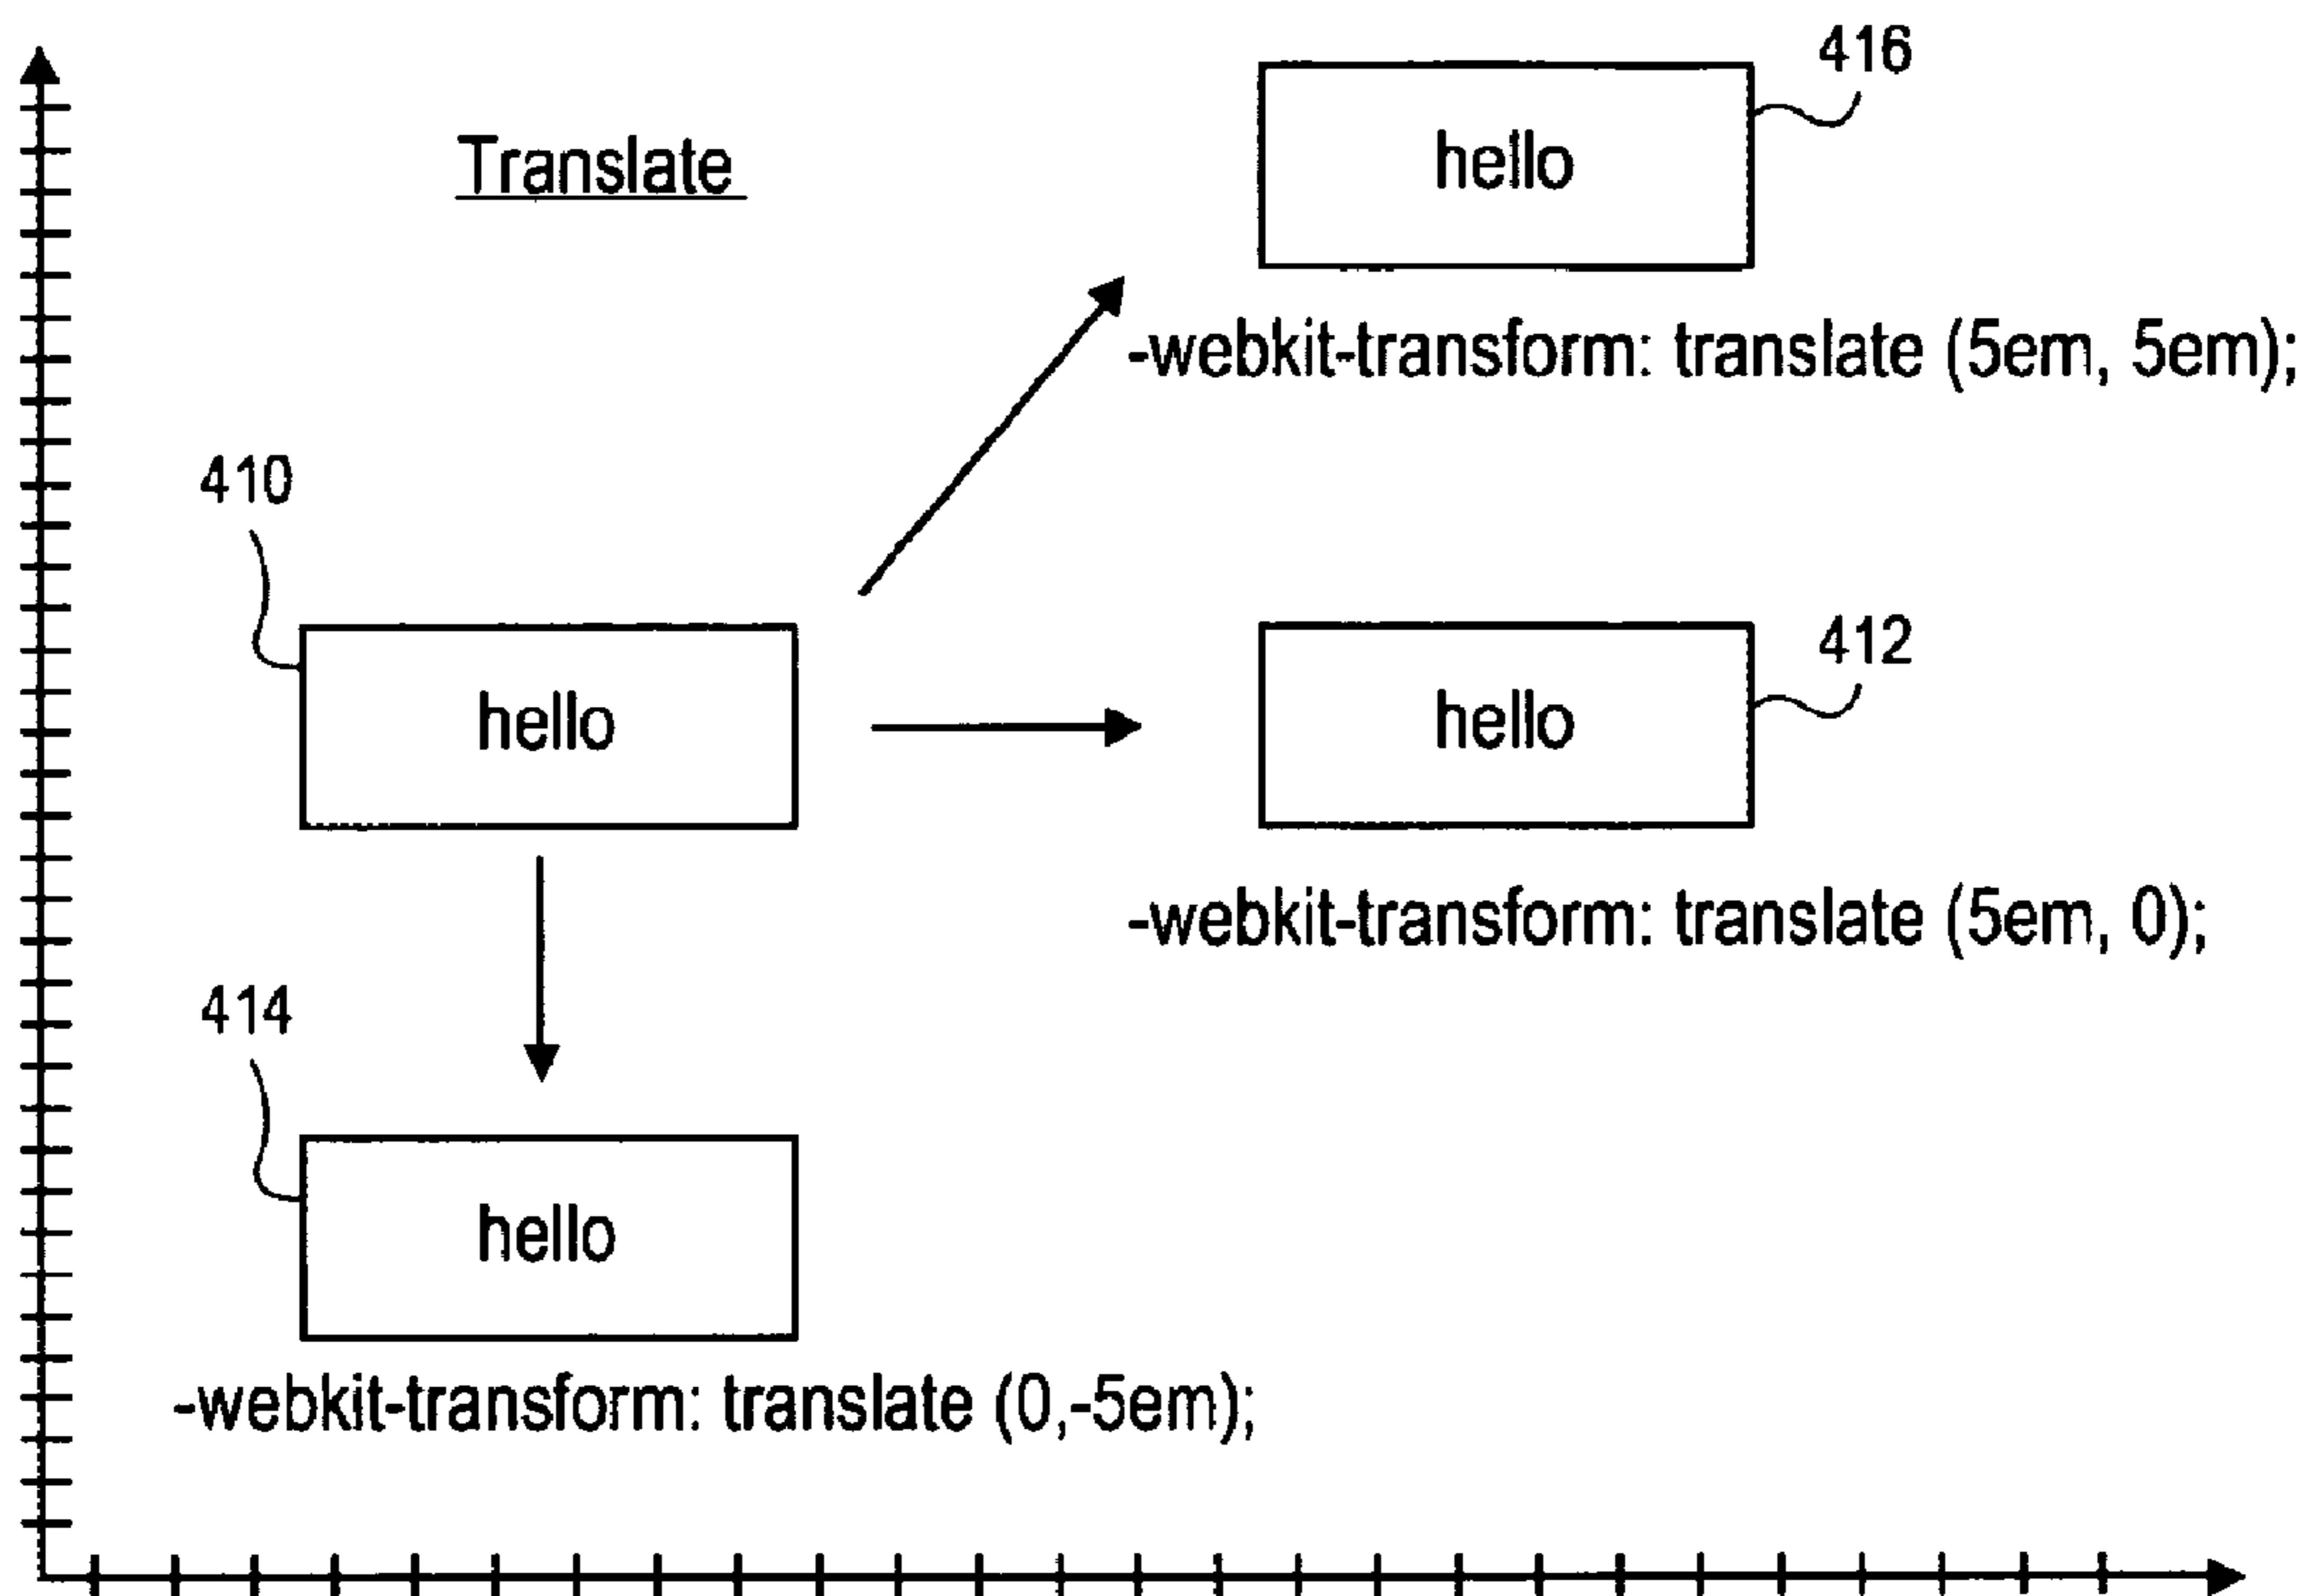 416
Translate
hello
-webkit-transform: translate (5em, 5em);
410
412
hello
hello
-webkit-transform: translate (5em, 0);
414
hello
-webkit-transform: translate (0,-5em);